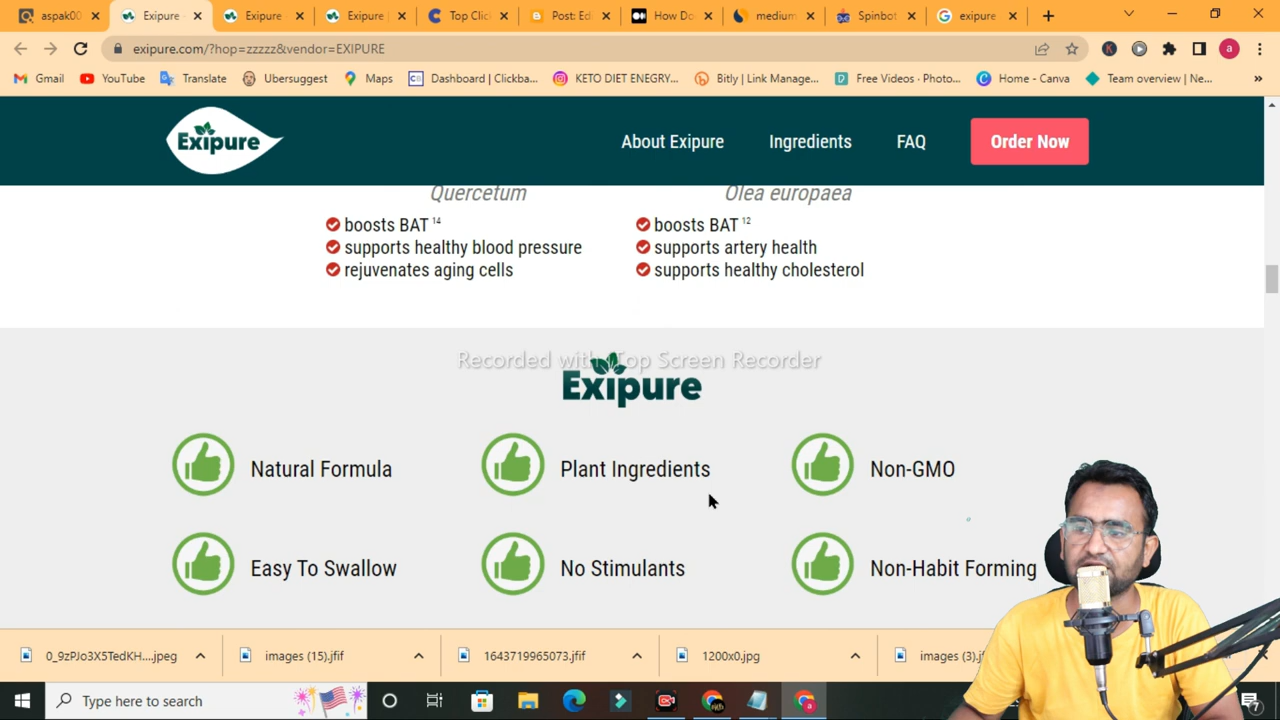 aspak00
Exipure -
Exipure
Exipure
Top Clic
Post: Edi
How Do
medium
Spinbot
exipure
exipure.com/?hop=zzzzz&vendor=EXIPURE
a
Gmail
YouTube
Translate
Ubersuggest
Maps
Dashboard | Clickba...
KETO DIET ENEGRY...
Bitly | Link Manage...
Free Videos · Photo...
Home - Canva
Team overview | Ne...
»
Exipure
About Exipure
Ingredients
FAQ
Order Now
Quercetum
Olea europaea
boosts BAT 14
boosts BAT 12
supports healthy blood pressure
supports artery health
rejuvenates aging cells
supports healthy cholesterol
Recorded with iTop Screen Recorder
Exipure
Natural Formula
Plant Ingredients
Non-GMO
Easy To Swallow
No Stimulants
Non-Habit Forming
0_9zPJo3X5TedKH....jpeg
images (15).jfif
1643719965073.jfif
1200x0.jpg
images (3).jf
Type here to search
7